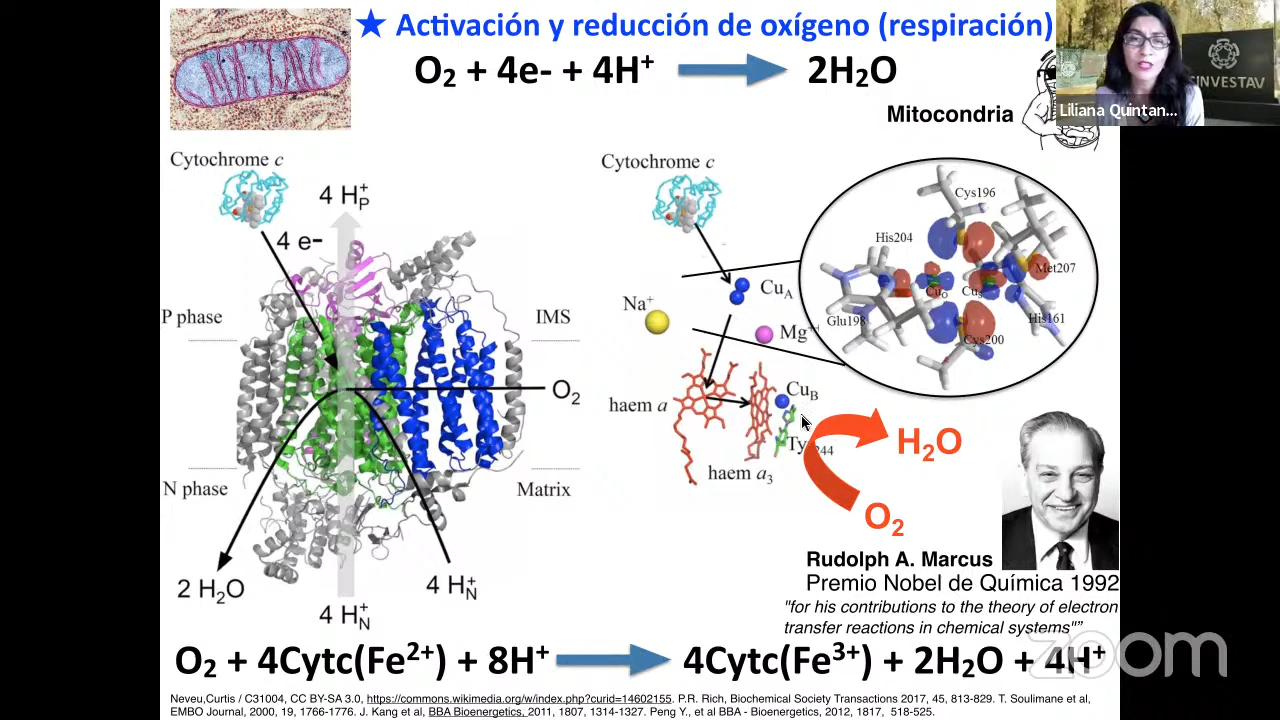 ★ Activación y reducción de oxígeno (respiración)
O₂ + 4e- + 4H⁺ → 2H₂O
Mitocondria
Liliana Quintan...
CINVESTAV
Cytochrome c
4 H⁺P
4 e⁻
P phase
IMS
O₂
N phase
Matrix
2 H₂O
4 H⁺N
4 H⁺N
Cytochrome c
CuA
Na⁺
Mg⁺⁺
haem a
CuB
haem a₃
Cys196
His204
Met207
CuO
Glu198
His161
Cys200
H₂O
O₂
Rudolph A. Marcus
Premio Nobel de Química 1992
"for his contributions to the theory of electron
transfer reactions in chemical systems"”
O₂ + 4Cytc(Fe²⁺) + 8H⁺ → 4Cytc(Fe³⁺) + 2H₂O + 4H⁺
zoom
Neveu,Curtis / C31004, CC BY-SA 3.0, https://commons.wikimedia.org/w/index.php?curid=14602155. P.R. Rich, Biochemical Society Transactions 2017, 45, 813-829. T. Soulimane et al,
EMBO Journal, 2000, 19, 1766-1776. J. Kang et al, BBA Bioenergetics, 2011, 1807, 1314-1327. Peng Y., et al BBA - Bioenergetics, 2012, 1817, 518-525.